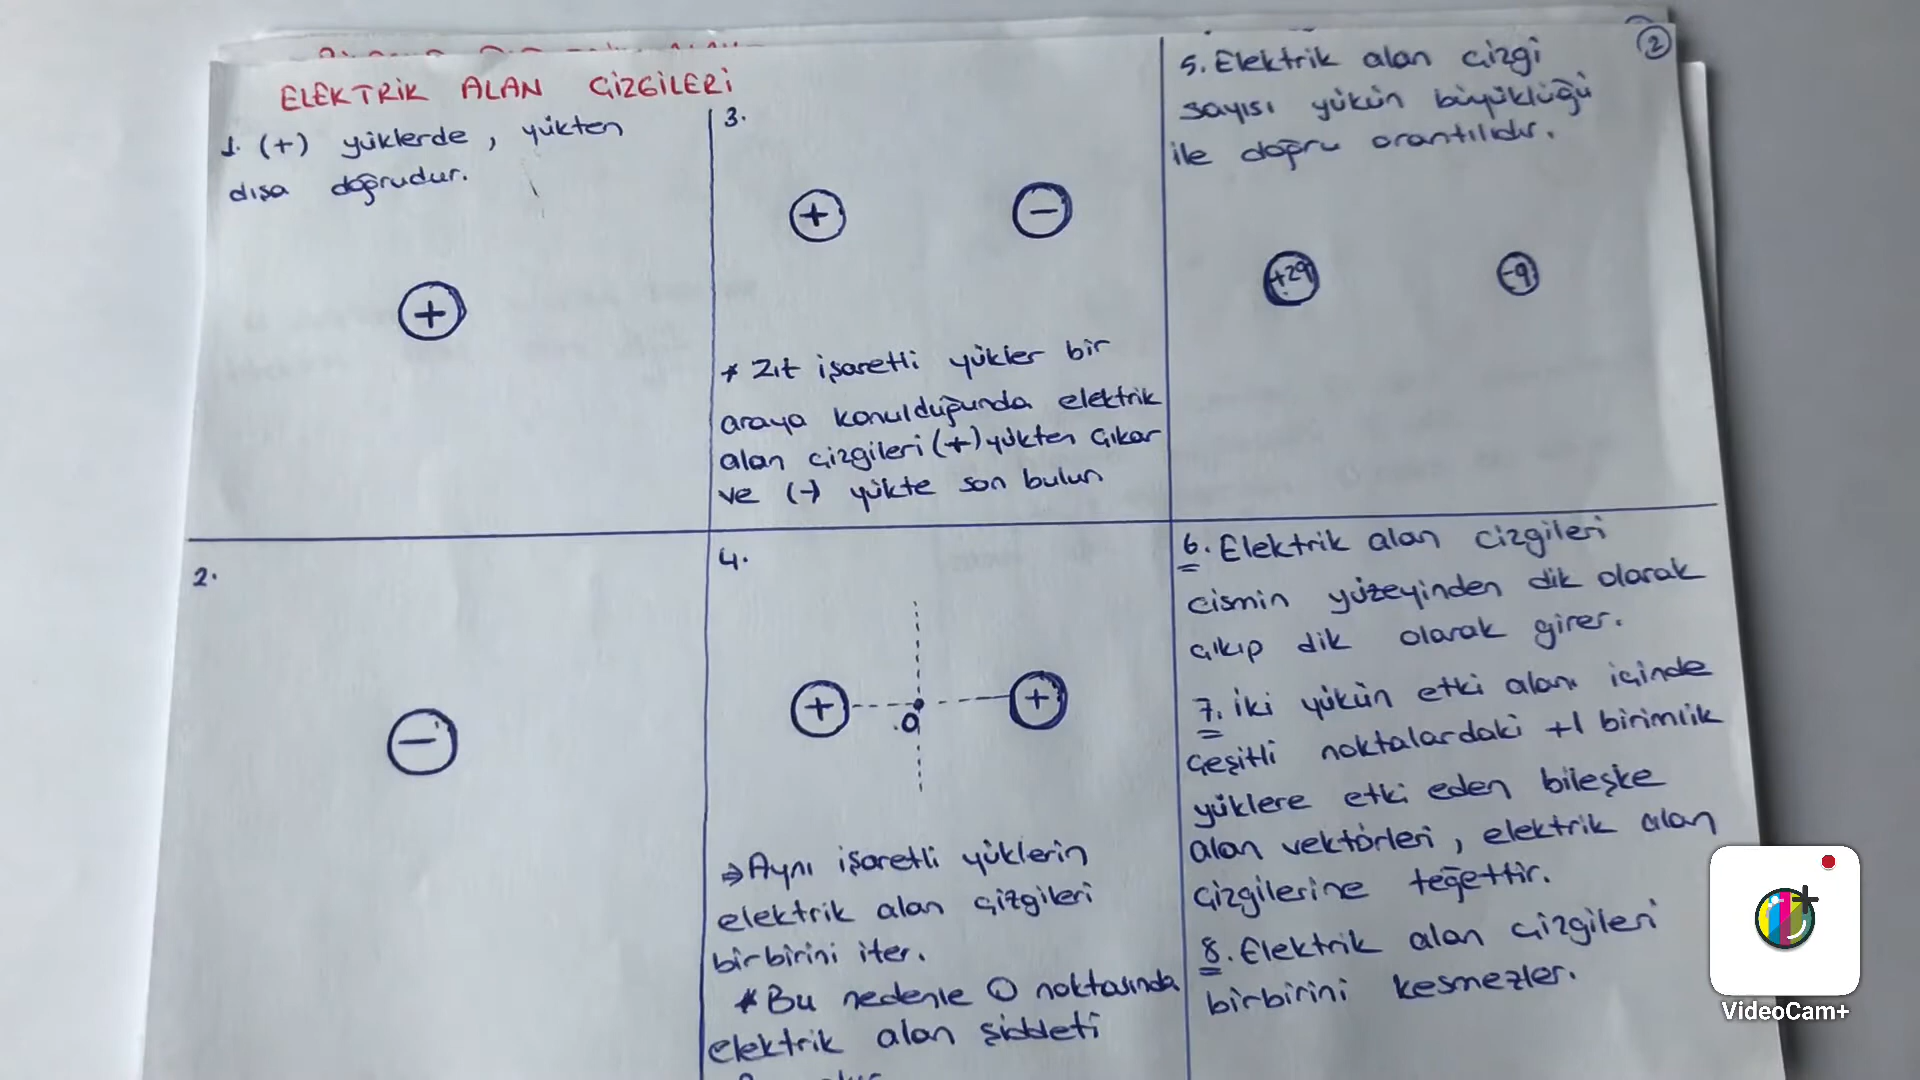 ELEKTRİK ALAN ÇİZGİLERİ
1. (+) yüklerde, yükten
dışa doğrudur.
+
2.
−
3.
+ −
* Zıt işaretli yükler bir
araya konulduğunda elektrik
alan çizgileri (+) yükten çıkar
ve (-) yükte son bulur
4.
+ .O +
⇒ Aynı işaretli yüklerin
elektrik alan çizgileri
birbirini iter.
* Bu nedenle O noktasında
elektrik alan şiddeti
2
5. Elektrik alan çizgi
sayısı yükün büyüklüğü
ile doğru orantılıdır.
+2q -q
6. Elektrik alan çizgileri
cismin yüzeyinden dik olarak
çıkıp dik olarak girer.
7. İki yükün etki alanı içinde
çeşitli noktalardaki +1 birimlik
yüklere etki eden bileşke
alan vektörleri, elektrik alan
çizgilerine teğettir.
8. Elektrik alan çizgileri
birbirini kesmezler.
VideoCam+